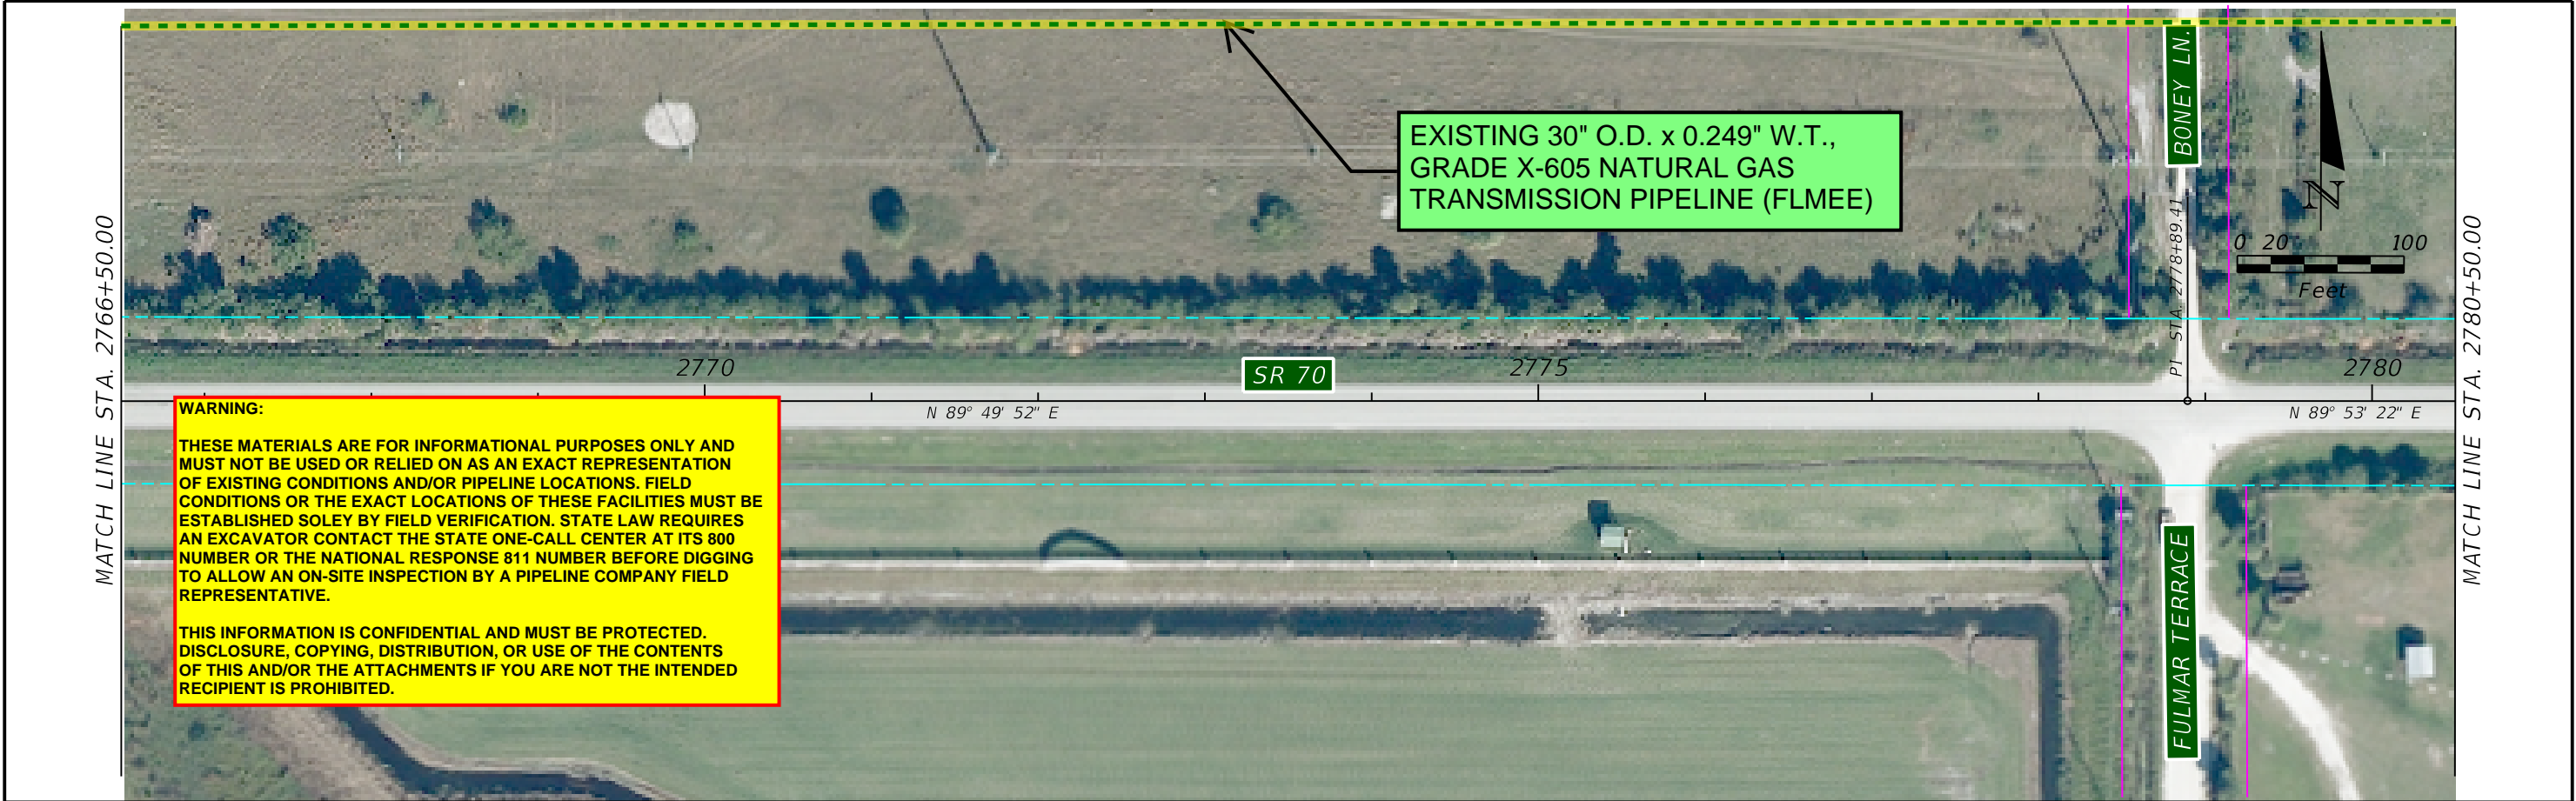 BONEY LN.
EXISTING 30" O.D. x 0.249" W.T.,
GRADE X-605 NATURAL GAS
TRANSMISSION PIPELINE (FLMEE)
N
0 20 100
Feet
PI STA. 2778+89.41
MATCH LINE STA. 2766+50.00
MATCH LINE STA. 2780+50.00
2770
SR 70
2775
2780
N 89° 49' 52" E
N 89° 53' 22" E
WARNING:
THESE MATERIALS ARE FOR INFORMATIONAL PURPOSES ONLY AND
MUST NOT BE USED OR RELIED ON AS AN EXACT REPRESENTATION
OF EXISTING CONDITIONS AND/OR PIPELINE LOCATIONS. FIELD
CONDITIONS OR THE EXACT LOCATIONS OF THESE FACILITIES MUST BE
ESTABLISHED SOLEY BY FIELD VERIFICATION. STATE LAW REQUIRES
AN EXCAVATOR CONTACT THE STATE ONE-CALL CENTER AT ITS 800
NUMBER OR THE NATIONAL RESPONSE 811 NUMBER BEFORE DIGGING
TO ALLOW AN ON-SITE INSPECTION BY A PIPELINE COMPANY FIELD
REPRESENTATIVE.
THIS INFORMATION IS CONFIDENTIAL AND MUST BE PROTECTED.
DISCLOSURE, COPYING, DISTRIBUTION, OR USE OF THE CONTENTS
OF THIS AND/OR THE ATTACHMENTS IF YOU ARE NOT THE INTENDED
RECIPIENT IS PROHIBITED.
FULMAR TERRACE